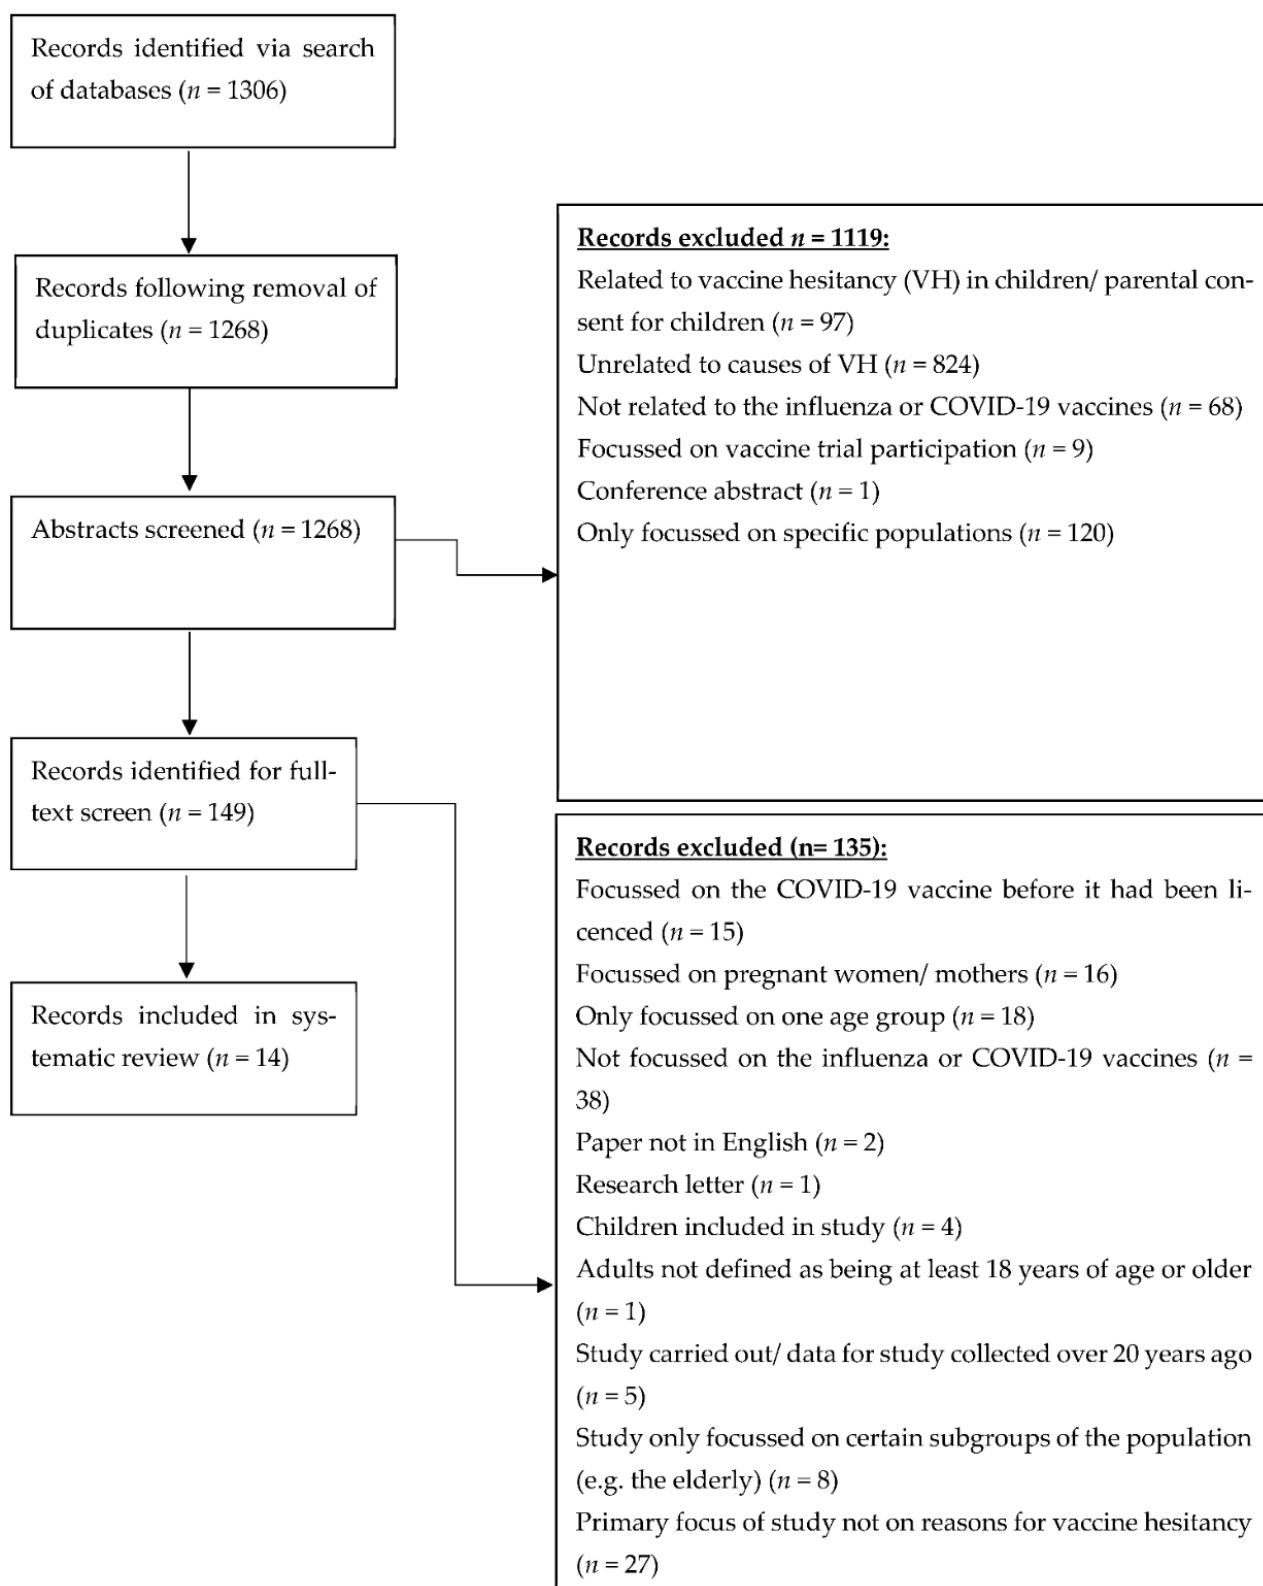 Records identified via search
of databases (n = 1306)
Records following removal of
duplicates (n = 1268)
Abstracts screened (n = 1268)
Records excluded n = 1119:
Related to vaccine hesitancy (VH) in children/ parental con-
sent for children (n = 97)
Unrelated to causes of VH (n = 824)
Not related to the influenza or COVID-19 vaccines (n = 68)
Focussed on vaccine trial participation (n = 9)
Conference abstract (n = 1)
Only focussed on specific populations (n = 120)
Records identified for full-
text screen (n = 149)
Records excluded (n= 135):
Focussed on the COVID-19 vaccine before it had been li-
cenced (n = 15)
Focussed on pregnant women/ mothers (n = 16)
Only focussed on one age group (n = 18)
Not focussed on the influenza or COVID-19 vaccines (n =
38)
Paper not in English (n = 2)
Research letter (n = 1)
Children included in study (n = 4)
Adults not defined as being at least 18 years of age or older
(n = 1)
Study carried out/ data for study collected over 20 years ago
(n = 5)
Study only focussed on certain subgroups of the population
(e.g. the elderly) (n = 8)
Primary focus of study not on reasons for vaccine hesitancy
(n = 27)
Records included in sys-
tematic review (n = 14)